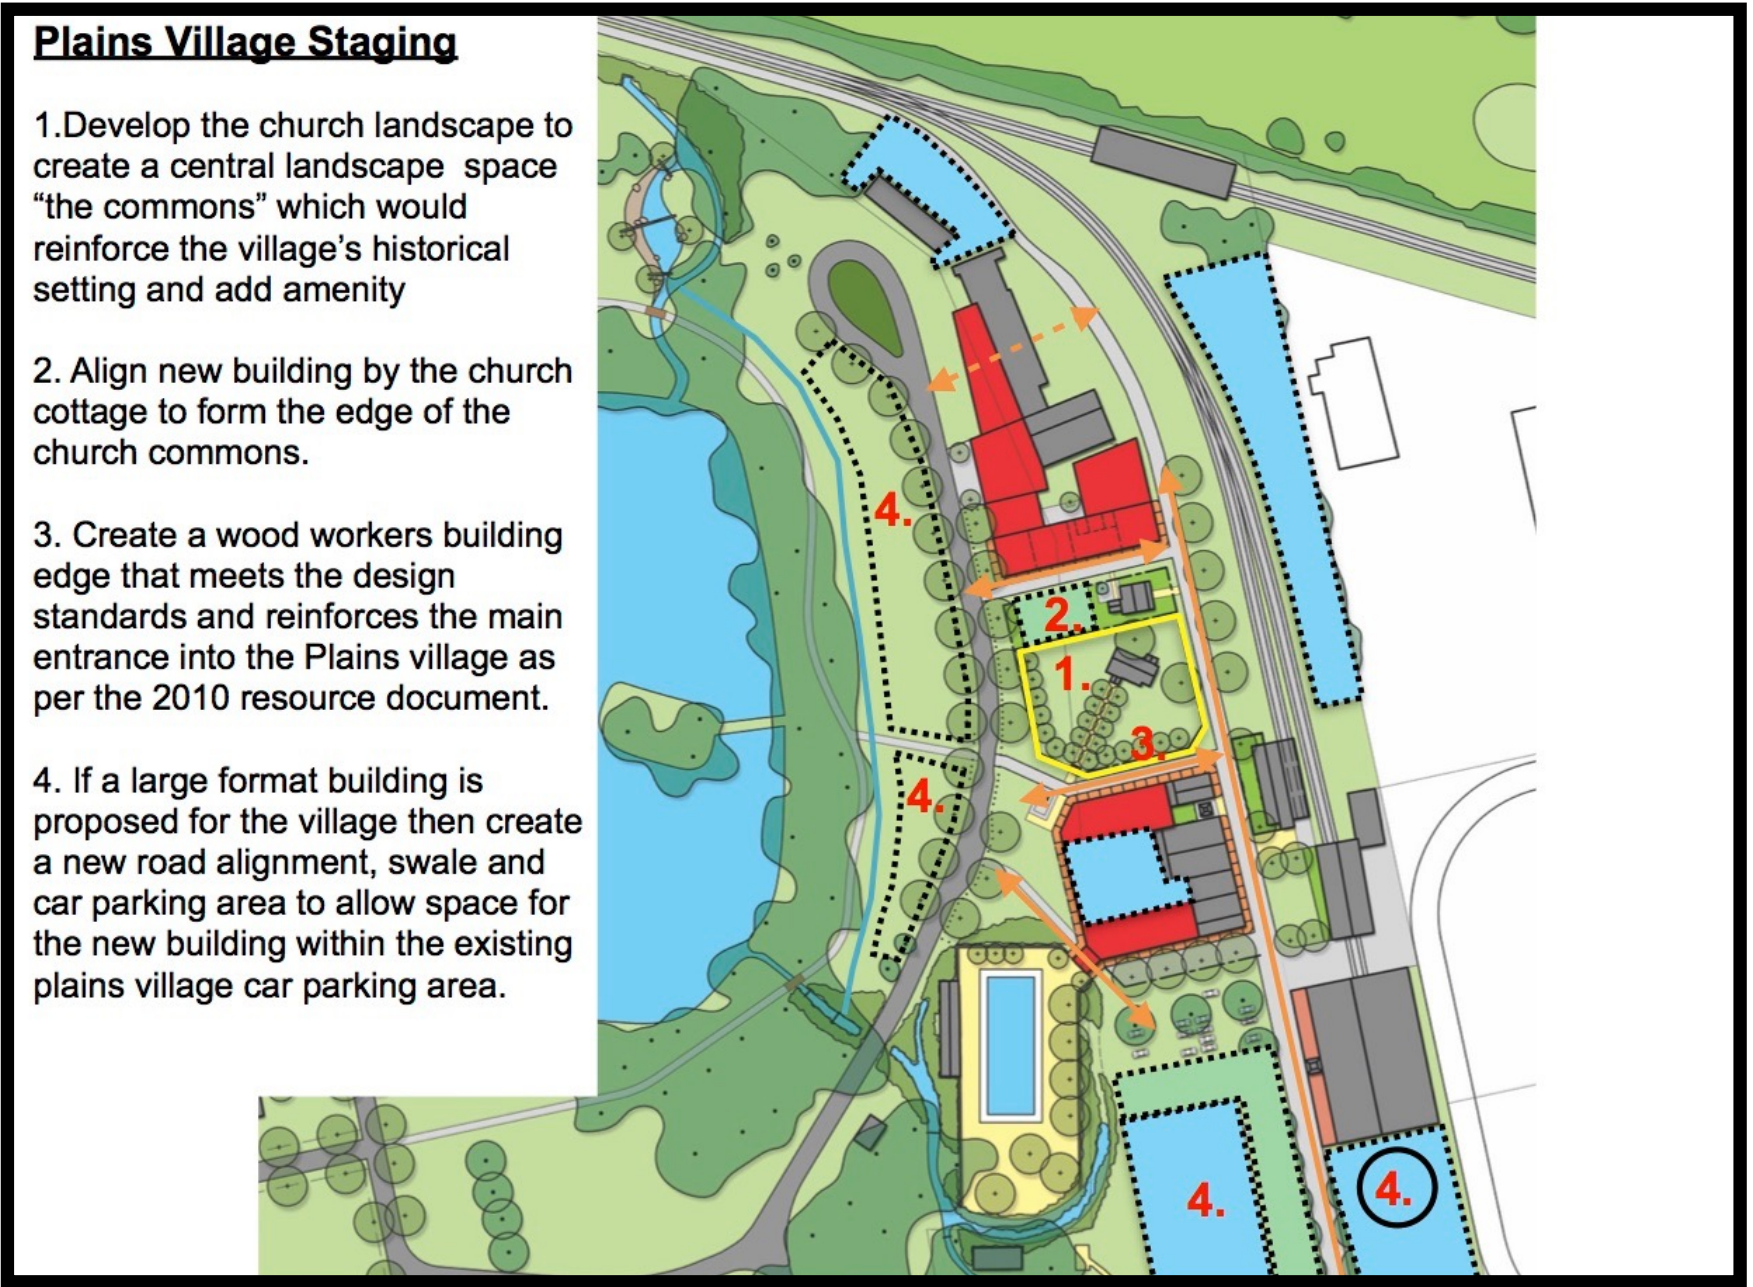 Plains Village Staging
1.Develop the church landscape to
create a central landscape  space
“the commons” which would
reinforce the village’s historical
setting and add amenity
2. Align new building by the church
cottage to form the edge of the
church commons.
3. Create a wood workers building
edge that meets the design
standards and reinforces the main
entrance into the Plains village as
per the 2010 resource document.
4. If a large format building is
proposed for the village then create
a new road alignment, swale and
car parking area to allow space for
the new building within the existing
plains village car parking area.
4.
2.
1.
3.
4.
4.
4.